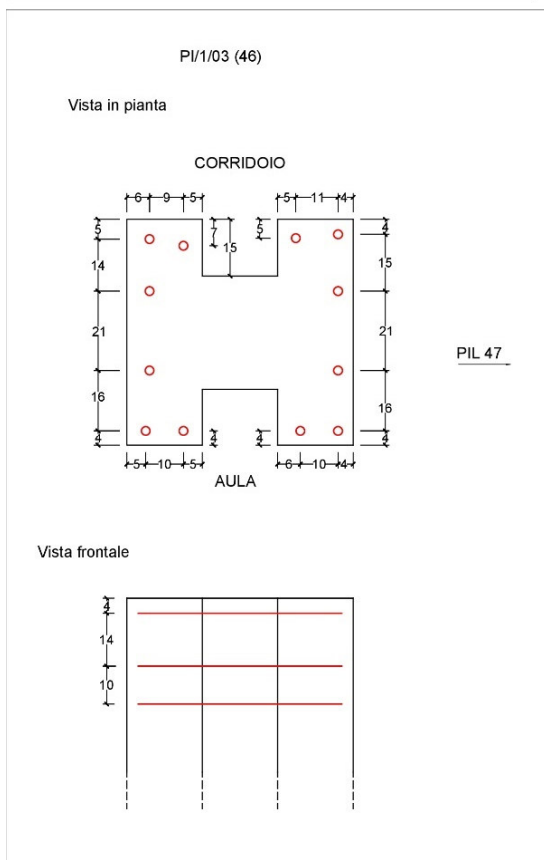 PI/1/03 (46)
Vista in pianta
CORRIDOIO
6 9 5 5 11 4
5 7 15 5 4
14 15
21 21
PIL 47
16 16
4 4 4 4
5 10 5 6 10 4
AULA
Vista frontale
4
14
10